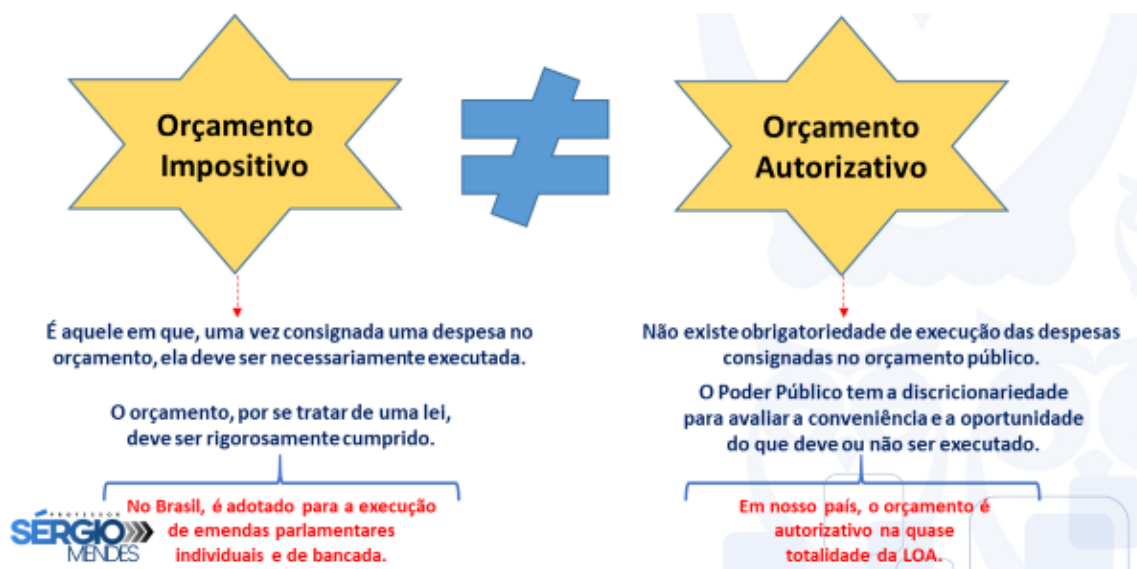 Orçamento
Impositivo
Orçamento
Autorizativo
É aquele em que, uma vez consignada uma despesa no
orçamento, ela deve ser necessariamente executada.
O orçamento, por se tratar de uma lei,
deve ser rigorosamente cumprido.
No Brasil, é adotado para a execução
de emendas parlamentares
individuais e de bancada.
Não existe obrigatoriedade de execução das despesas
consignadas no orçamento público.
O Poder Público tem a discricionariedade
para avaliar a conveniência e a oportunidade
do que deve ou não ser executado.
Em nosso país, o orçamento é
autorizativo na quase
totalidade da LOA.
PROFESSOR
SÉRGIO
MENDES